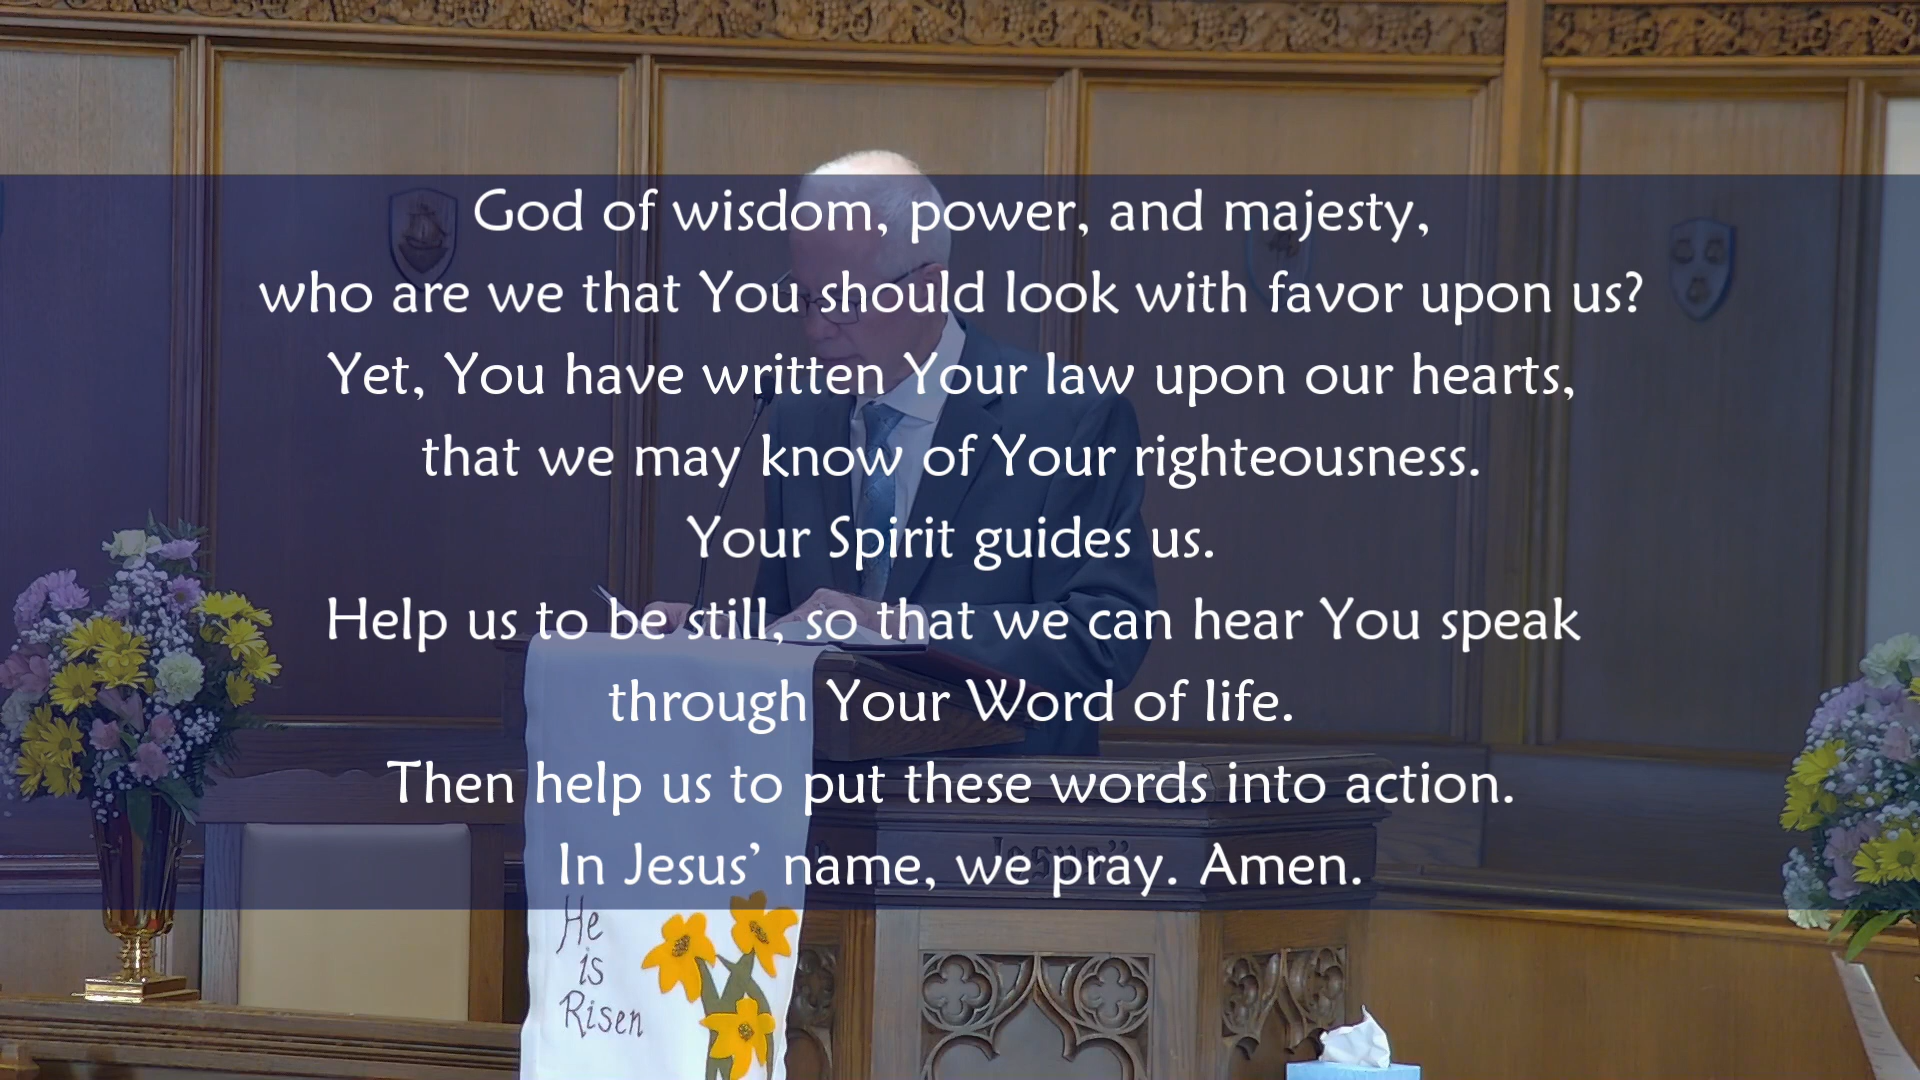 God of wisdom, power, and majesty,
who are we that You should look with favor upon us?
Yet, You have written Your law upon our hearts,
that we may know of Your righteousness.
Your Spirit guides us.
Help us to be still, so that we can hear You speak
through Your Word of life.
Then help us to put these words into action.
In Jesus’ name, we pray. Amen.
Jesus”
He
is
Risen